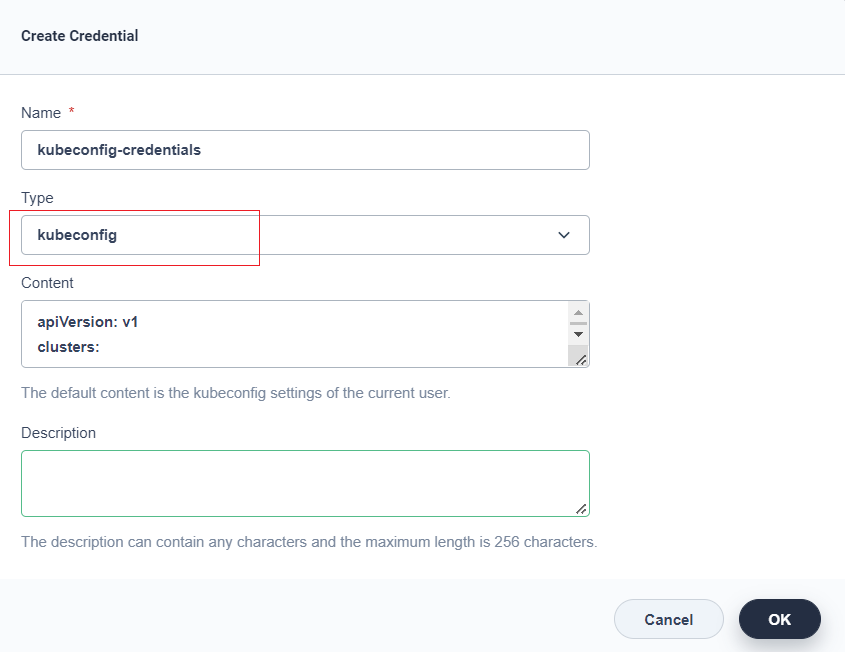 Create Credential
Name *
kubeconfig-credentials
Type
kubeconfig
Content
apiVersion: v1
clusters:
The default content is the kubeconfig settings of the current user.
Description
The description can contain any characters and the maximum length is 256 characters.
Cancel
OK